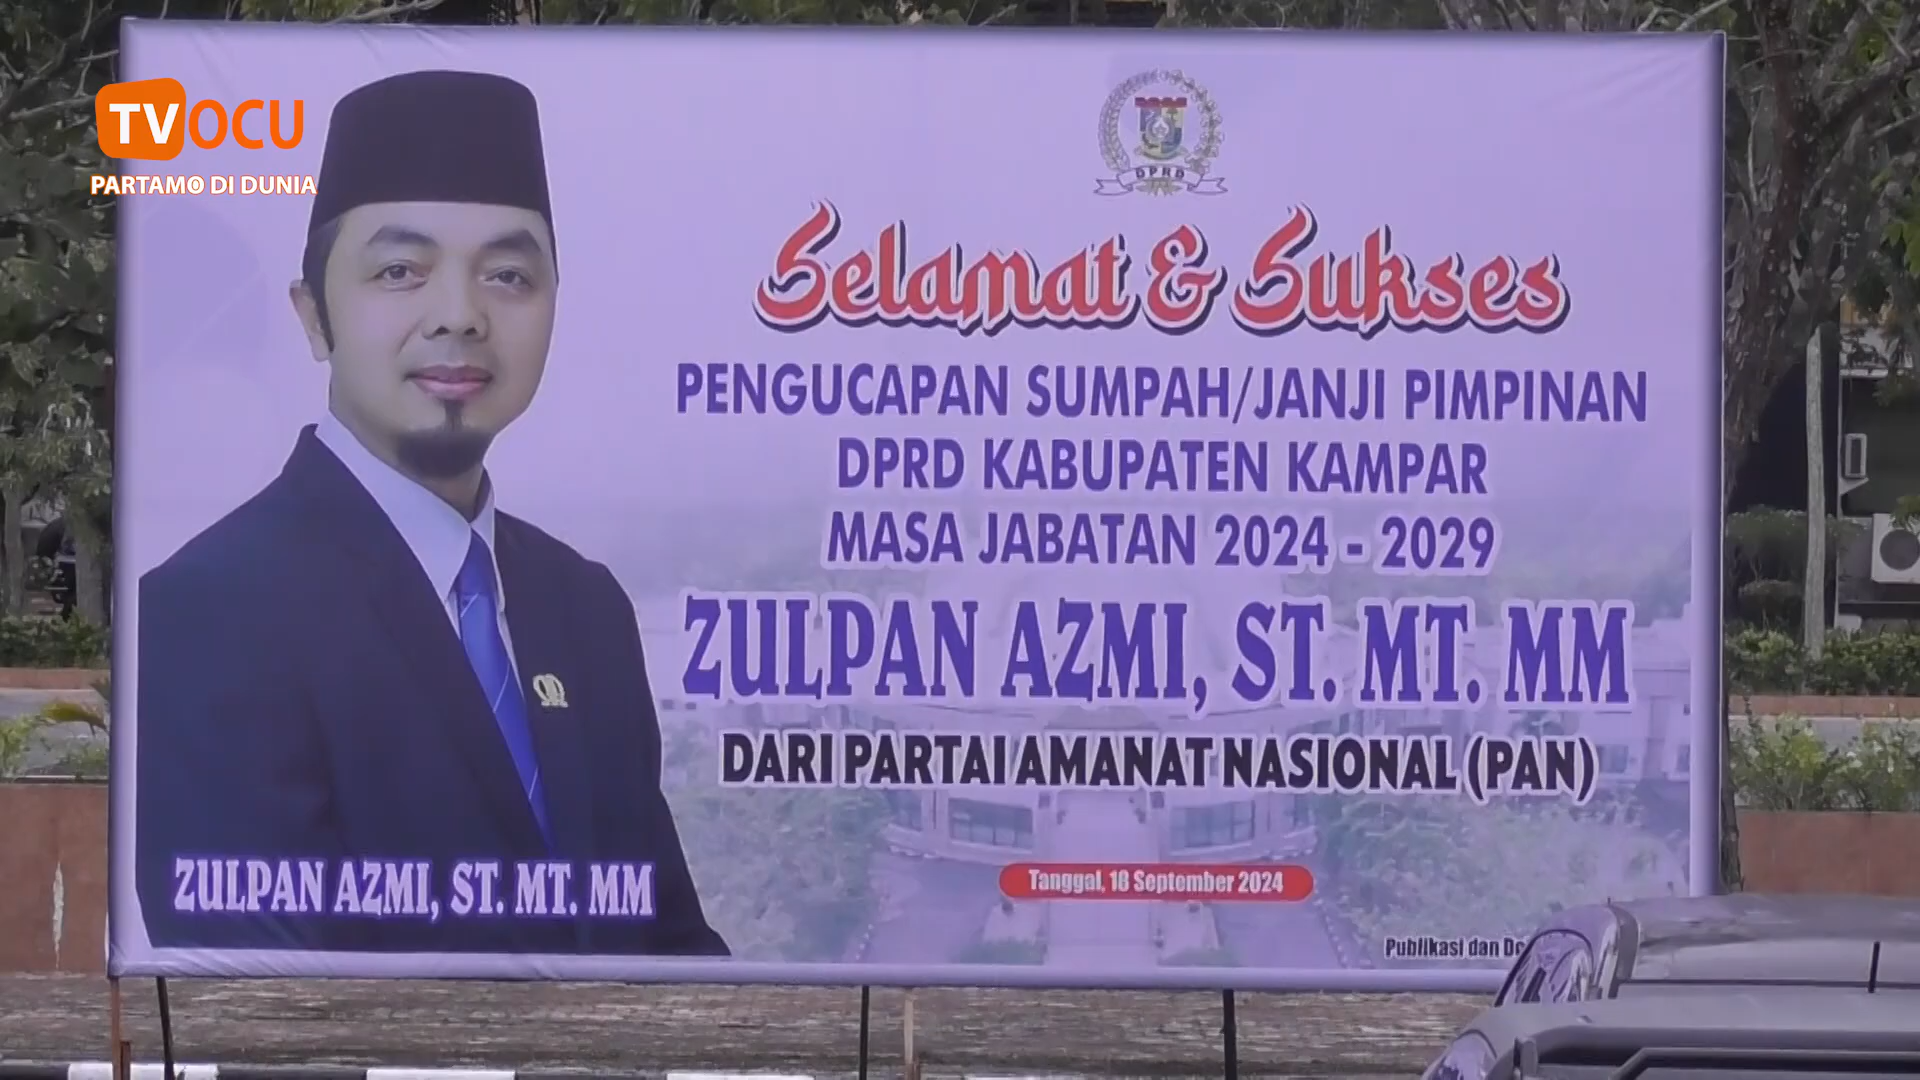 TVOCU
PARTAMO DI DUNIA
DPRD
Selamat & Sukses
PENGUCAPAN SUMPAH/JANJI PIMPINAN
DPRD KABUPATEN KAMPAR
MASA JABATAN 2024 - 2029
ZULPAN AZMI, ST. MT. MM
DARI PARTAI AMANAT NASIONAL (PAN)
ZULPAN AZMI, ST. MT. MM
Tanggal, 18 September 2024
Publikasi dan